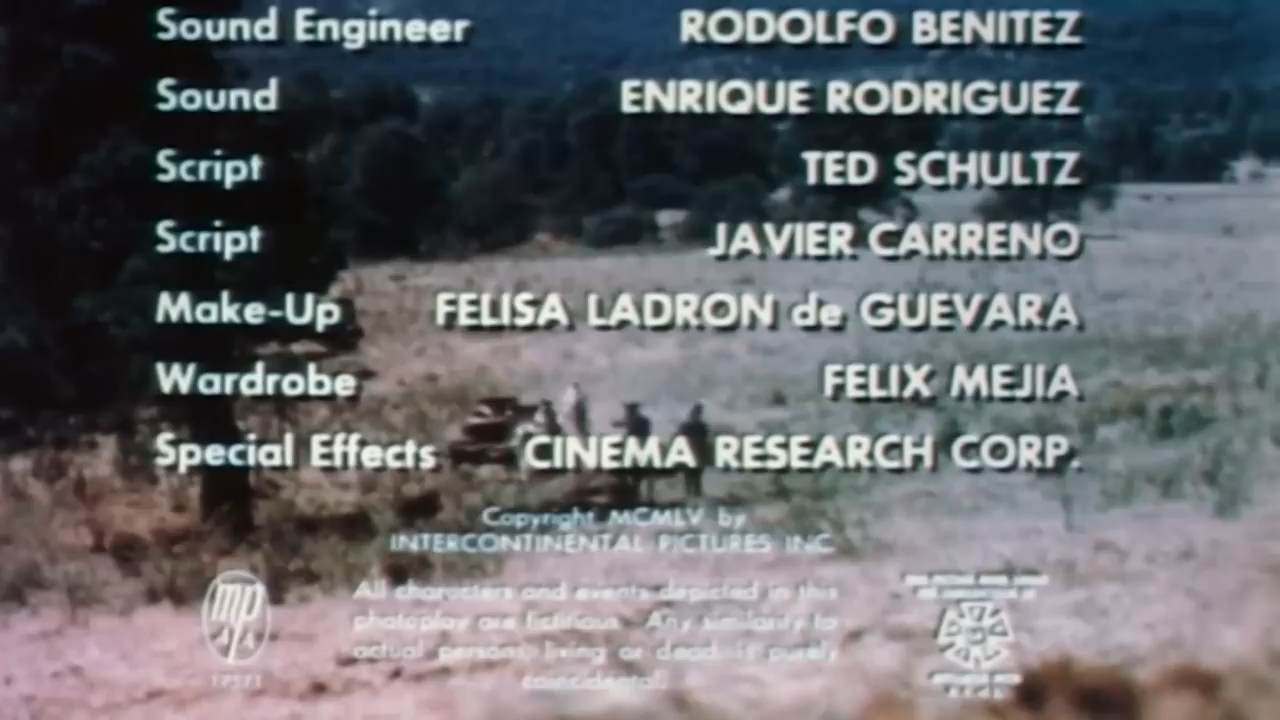 Sound Engineer RODOLFO BENITEZ
Sound ENRIQUE RODRIGUEZ
Script TED SCHULTZ
Script JAVIER CARRENO
Make-Up FELISA LADRON de GUEVARA
Wardrobe FELIX MEJIA
Special Effects CINEMA RESEARCH CORP.
Copyright MCMLV by
INTERCONTINENTAL PICTURES INC
All characters and events depicted in this
photoplay are fictitious. Any similarity to
actual persons, living or dead, is purely
coincidental.